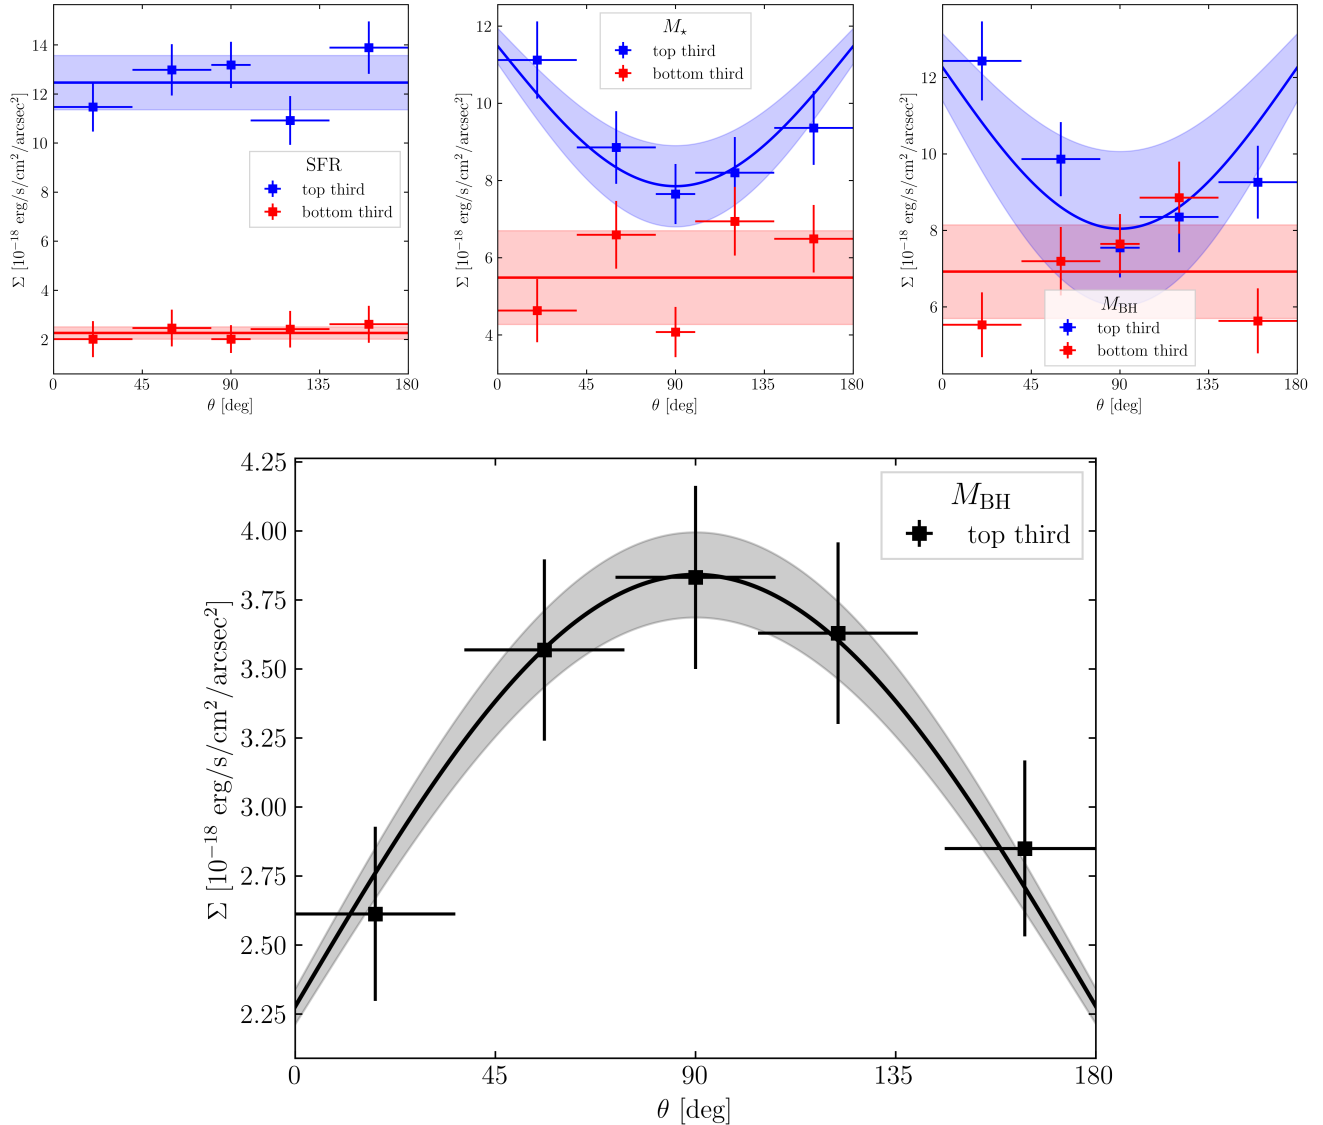 14
12
10
8
6
4
2
Σ [10⁻¹⁸ erg/s/cm²/arcsec²]
SFR
top third
bottom third
0 45 90 135 180
θ [deg]
12
10
8
6
4
Σ [10⁻¹⁸ erg/s/cm²/arcsec²]
M⋆
top third
bottom third
0 45 90 135 180
θ [deg]
12
10
8
6
Σ [10⁻¹⁸ erg/s/cm²/arcsec²]
M_BH
top third
bottom third
0 45 90 135 180
θ [deg]
4.25
4.00
3.75
3.50
3.25
3.00
2.75
2.50
2.25
Σ [10⁻¹⁸ erg/s/cm²/arcsec²]
M_BH
top third
0 45 90 135 180
θ [deg]